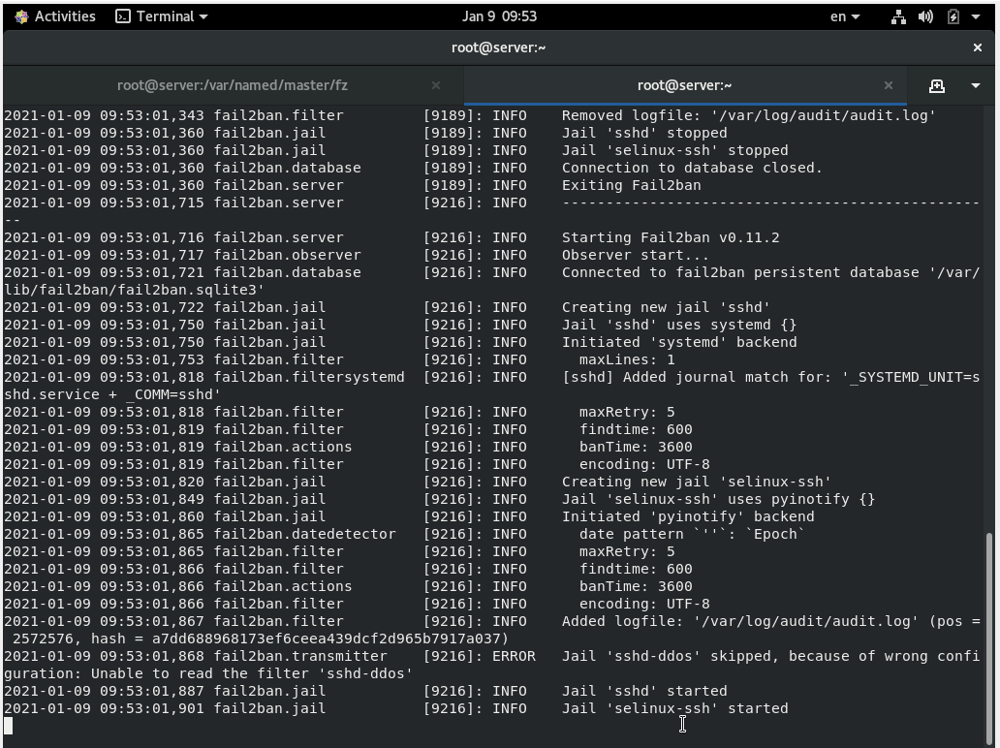 Activities Terminal Jan 9 09:53 en
root@server:~ ×
root@server:/var/named/master/fz × root@server:~ ×
2021-01-09 09:53:01,343 fail2ban.filter         [9189]: INFO    Removed logfile: '/var/log/audit/audit.log'
2021-01-09 09:53:01,360 fail2ban.jail           [9189]: INFO    Jail 'sshd' stopped
2021-01-09 09:53:01,360 fail2ban.jail           [9189]: INFO    Jail 'selinux-ssh' stopped
2021-01-09 09:53:01,360 fail2ban.database       [9189]: INFO    Connection to database closed.
2021-01-09 09:53:01,360 fail2ban.server         [9189]: INFO    Exiting Fail2ban
2021-01-09 09:53:01,715 fail2ban.server         [9216]: INFO    ------------------------------------------------
--
2021-01-09 09:53:01,716 fail2ban.server         [9216]: INFO    Starting Fail2ban v0.11.2
2021-01-09 09:53:01,717 fail2ban.observer       [9216]: INFO    Observer start...
2021-01-09 09:53:01,721 fail2ban.database       [9216]: INFO    Connected to fail2ban persistent database '/var/
lib/fail2ban/fail2ban.sqlite3'
2021-01-09 09:53:01,722 fail2ban.jail           [9216]: INFO    Creating new jail 'sshd'
2021-01-09 09:53:01,750 fail2ban.jail           [9216]: INFO    Jail 'sshd' uses systemd {}
2021-01-09 09:53:01,750 fail2ban.jail           [9216]: INFO    Initiated 'systemd' backend
2021-01-09 09:53:01,753 fail2ban.filter         [9216]: INFO      maxLines: 1
2021-01-09 09:53:01,818 fail2ban.filtersystemd  [9216]: INFO    [sshd] Added journal match for: '_SYSTEMD_UNIT=s
shd.service + _COMM=sshd'
2021-01-09 09:53:01,818 fail2ban.filter         [9216]: INFO      maxRetry: 5
2021-01-09 09:53:01,819 fail2ban.filter         [9216]: INFO      findtime: 600
2021-01-09 09:53:01,819 fail2ban.actions        [9216]: INFO      banTime: 3600
2021-01-09 09:53:01,819 fail2ban.filter         [9216]: INFO      encoding: UTF-8
2021-01-09 09:53:01,820 fail2ban.jail           [9216]: INFO    Creating new jail 'selinux-ssh'
2021-01-09 09:53:01,849 fail2ban.jail           [9216]: INFO    Jail 'selinux-ssh' uses pyinotify {}
2021-01-09 09:53:01,860 fail2ban.jail           [9216]: INFO    Initiated 'pyinotify' backend
2021-01-09 09:53:01,865 fail2ban.datedetector   [9216]: INFO      date pattern `''`: `Epoch`
2021-01-09 09:53:01,865 fail2ban.filter         [9216]: INFO      maxRetry: 5
2021-01-09 09:53:01,866 fail2ban.filter         [9216]: INFO      findtime: 600
2021-01-09 09:53:01,866 fail2ban.actions        [9216]: INFO      banTime: 3600
2021-01-09 09:53:01,866 fail2ban.filter         [9216]: INFO      encoding: UTF-8
2021-01-09 09:53:01,867 fail2ban.filter         [9216]: INFO    Added logfile: '/var/log/audit/audit.log' (pos =
 2572576, hash = a7dd688968173ef6ceea439dcf2d965b7917a037)
2021-01-09 09:53:01,868 fail2ban.transmitter    [9216]: ERROR   Jail 'sshd-ddos' skipped, because of wrong confi
guration: Unable to read the filter 'sshd-ddos'
2021-01-09 09:53:01,887 fail2ban.jail           [9216]: INFO    Jail 'sshd' started
2021-01-09 09:53:01,901 fail2ban.jail           [9216]: INFO    Jail 'selinux-ssh' started